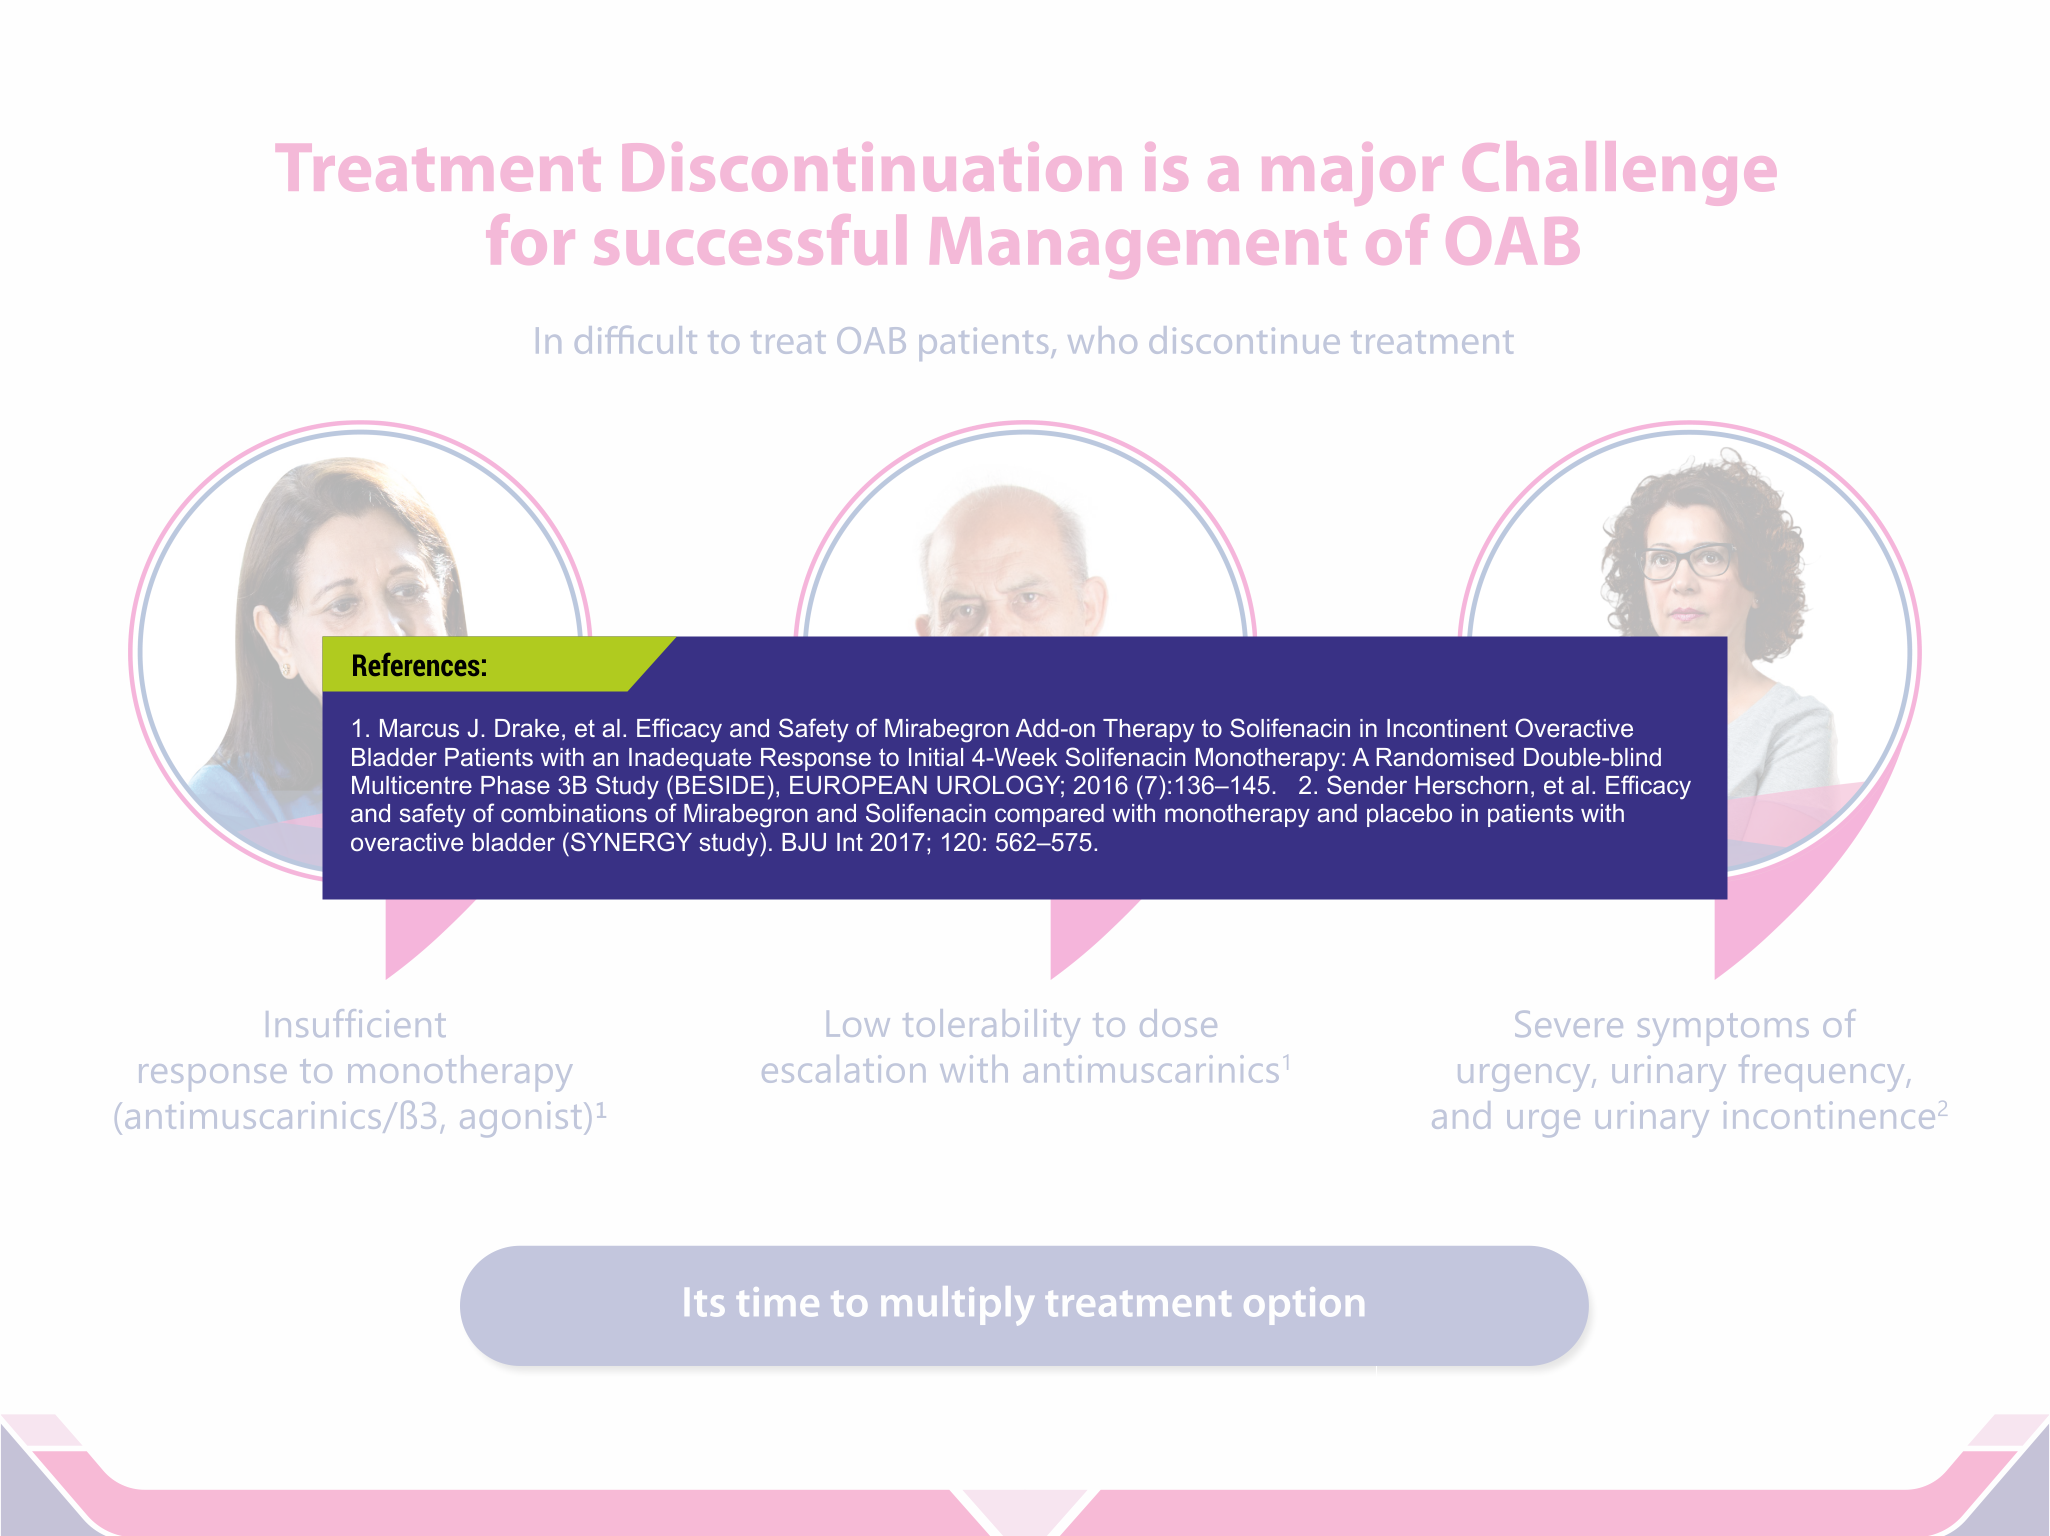 Treatment Discontinuation is a major Challenge
for successful Management of OAB
In difficult to treat OAB patients, who discontinue treatment
References:
1. Marcus J. Drake, et al. Efficacy and Safety of Mirabegron Add-on Therapy to Solifenacin in Incontinent Overactive
Bladder Patients with an Inadequate Response to Initial 4-Week Solifenacin Monotherapy: A Randomised Double-blind
Multicentre Phase 3B Study (BESIDE), EUROPEAN UROLOGY; 2016 (7):136–145.   2. Sender Herschorn, et al. Efficacy
and safety of combinations of Mirabegron and Solifenacin compared with monotherapy and placebo in patients with
overactive bladder (SYNERGY study). BJU Int 2017; 120: 562–575.
Insufficient
response to monotherapy
(antimuscarinics/ß3, agonist)¹
Low tolerability to dose
escalation with antimuscarinics¹
Severe symptoms of
urgency, urinary frequency,
and urge urinary incontinence²
Its time to multiply treatment option